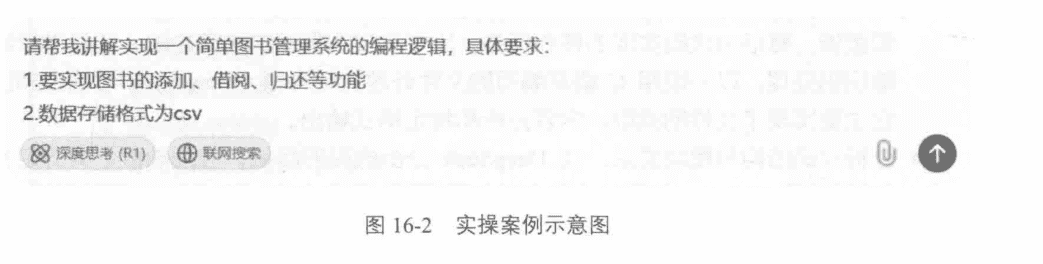 请帮我讲解实现一个简单图书管理系统的编程逻辑，具体要求：
1.要实现图书的添加、借阅、归还等功能
2.数据存储格式为csv
深度思考 (R1) 联网搜索
图 16-2 实操案例示意图